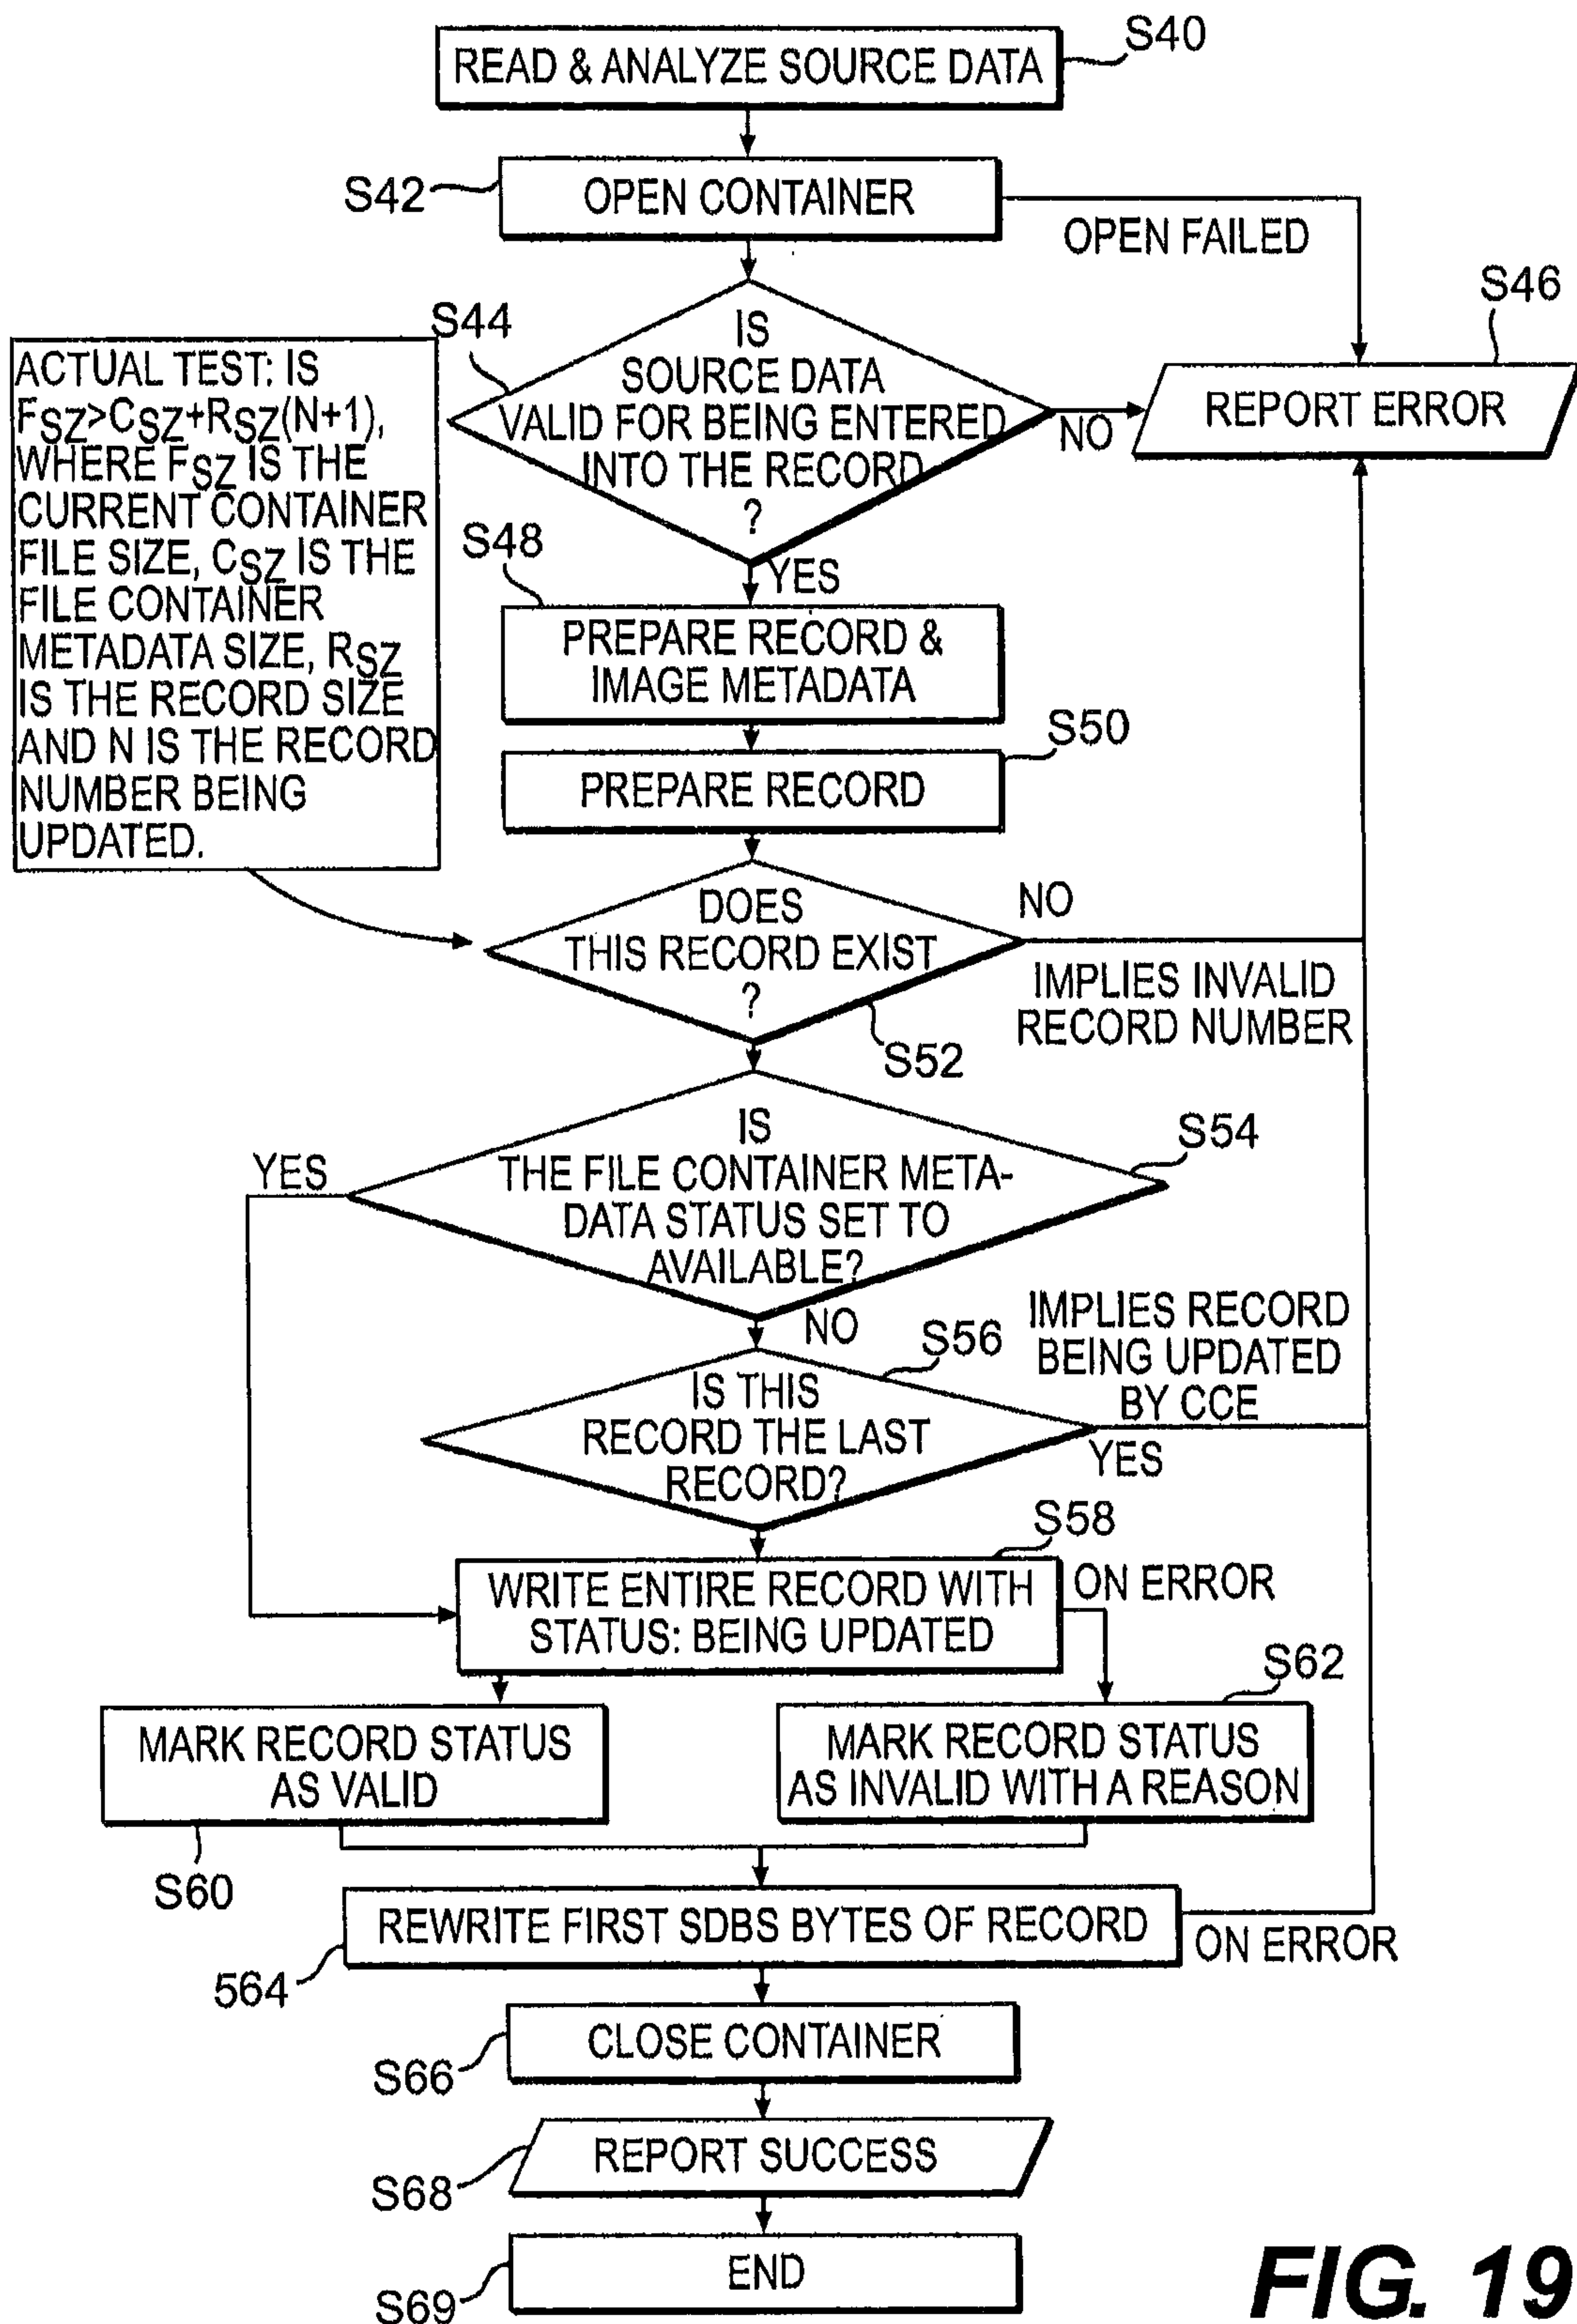 READ & ANALYZE SOURCE DATA
S40
S42
OPEN CONTAINER
OPEN FAILED
S44
IS
SOURCE DATA
VALID FOR BEING ENTERED
INTO THE RECORD
?
NO
S46
REPORT ERROR
ACTUAL TEST: IS
FSZ>CSZ+RSZ(N+1),
WHERE FSZ IS THE
CURRENT CONTAINER
FILE SIZE, CSZ IS THE
FILE CONTAINER
METADATA SIZE, RSZ
IS THE RECORD SIZE
AND N IS THE RECORD
NUMBER BEING
UPDATED.
YES
S48
PREPARE RECORD &
IMAGE METADATA
S50
PREPARE RECORD
DOES
THIS RECORD EXIST
?
NO
IMPLIES INVALID
RECORD NUMBER
S52
IS
THE FILE CONTAINER META-
DATA STATUS SET TO
AVAILABLE?
S54
YES
NO
S56
IS THIS
RECORD THE LAST
RECORD?
IMPLIES RECORD
BEING UPDATED
BY CCE
YES
S58
WRITE ENTIRE RECORD WITH
STATUS: BEING UPDATED
ON ERROR
S62
MARK RECORD STATUS
AS VALID
MARK RECORD STATUS
AS INVALID WITH A REASON
S60
REWRITE FIRST SDBS BYTES OF RECORD
ON ERROR
564
CLOSE CONTAINER
S66
REPORT SUCCESS
S68
END
S69
FIG. 19